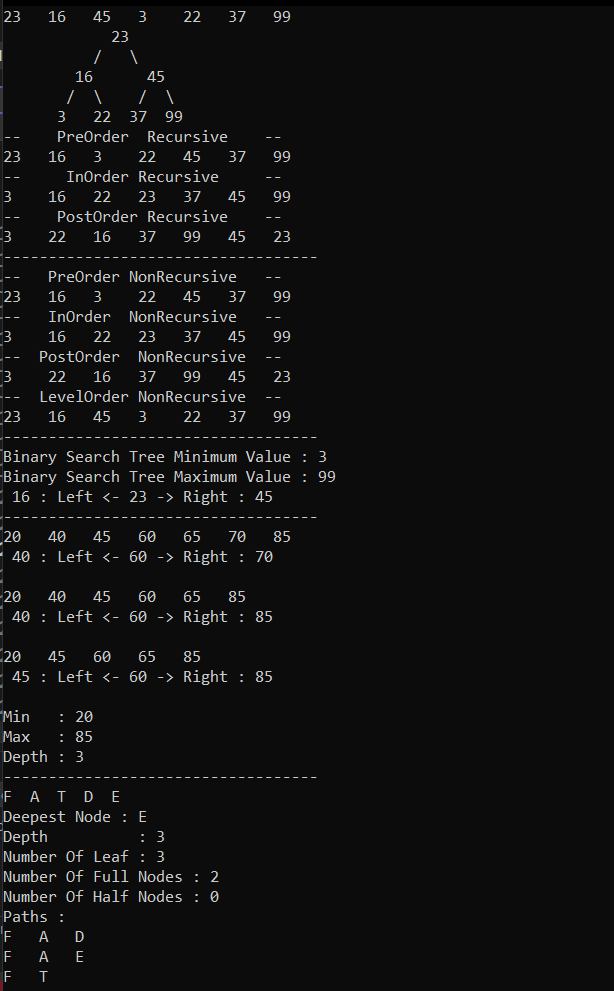 23   16   45   3    22   37   99
            23
          /   \
        16      45
       / \    / \
      3   22  37  99
--    PreOrder  Recursive    --
23   16   3    22   45   37   99
--     InOrder Recursive     --
3    16   22   23   37   45   99
--    PostOrder Recursive    --
3    22   16   37   99   45   23
-----------------------------------
--   PreOrder NonRecursive   --
23   16   3    22   45   37   99
--   InOrder  NonRecursive   --
3    16   22   23   37   45   99
--  PostOrder  NonRecursive  --
3    22   16   37   99   45   23
--  LevelOrder NonRecursive  --
23   16   45   3    22   37   99
-----------------------------------
Binary Search Tree Minimum Value : 3
Binary Search Tree Maximum Value : 99
 16 : Left <- 23 -> Right : 45
-----------------------------------
20   40   45   60   65   70   85
 40 : Left <- 60 -> Right : 70

20   40   45   60   65   85
 40 : Left <- 60 -> Right : 85

20   45   60   65   85
 45 : Left <- 60 -> Right : 85

Min   : 20
Max   : 85
Depth : 3
-----------------------------------
F  A  T  D  E
Deepest Node : E
Depth          : 3
Number Of Leaf : 3
Number Of Full Nodes : 2
Number Of Half Nodes : 0
Paths :
F   A   D
F   A   E
F   T